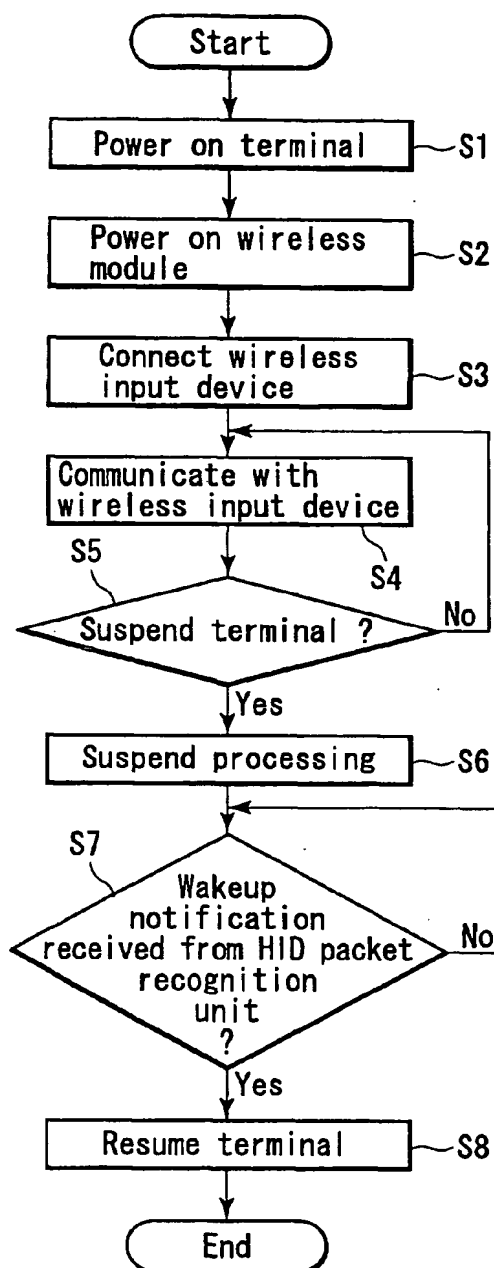 Start
Power on terminal
S1
Power on wireless
module
S2
Connect wireless
input device
S3
Communicate with
wireless input device
S4
S5
Suspend terminal ?
No
Yes
Suspend processing
S6
S7
Wakeup
notification
received from HID packet
recognition
unit
?
No
Yes
Resume terminal
S8
End